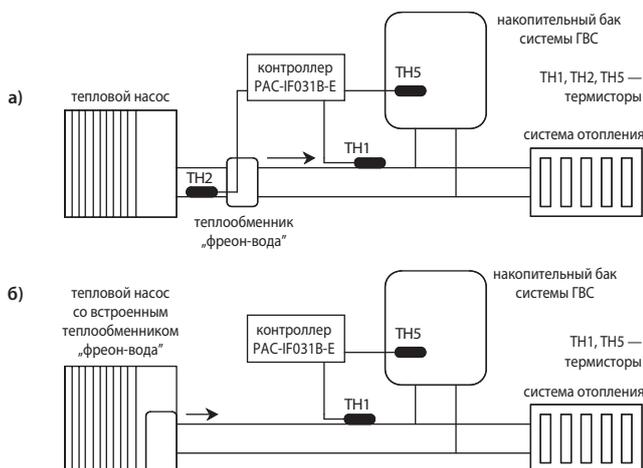 а)
тепловой насос
контроллер
PAC-IF031B-E
накопительный бак
системы ГВС
TH5
TH1, TH2, TH5 —
термисторы
TH1
система отопления
TH2
теплообменник
„фреон-вода”
б)
тепловой насос
со встроенным
теплообменником
„фреон-вода”
контроллер
PAC-IF031B-E
накопительный бак
системы ГВС
TH5
TH1, TH5 —
термисторы
TH1
система отопления